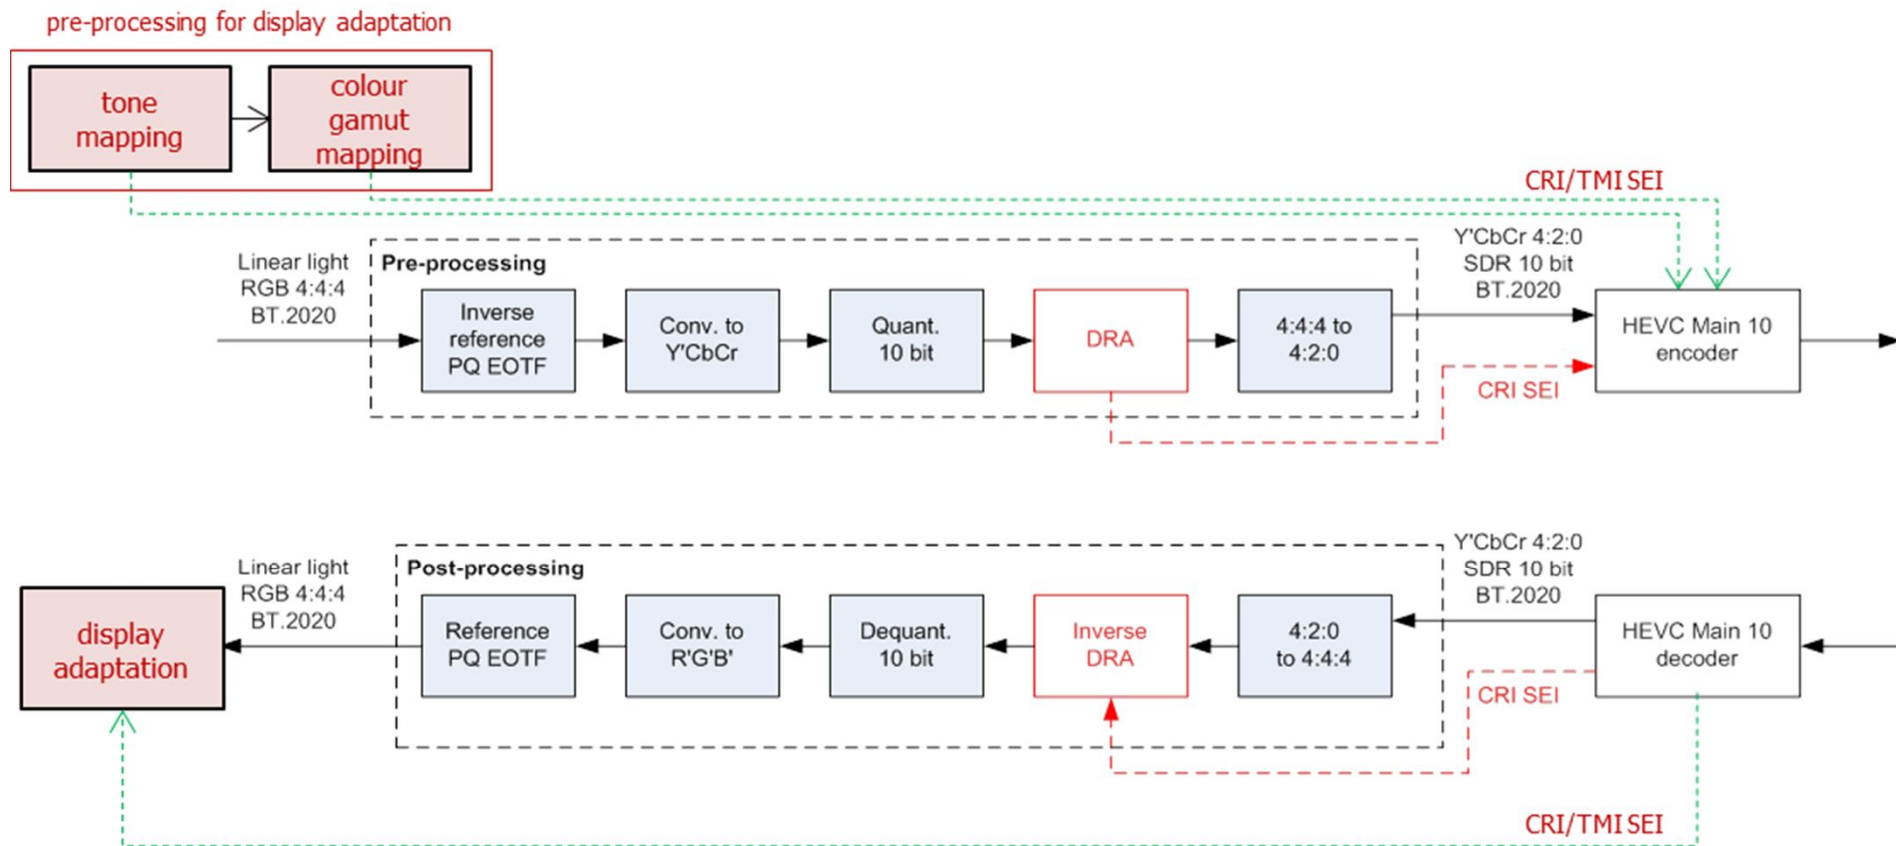 pre-processing for display adaptation
tone
mapping
colour
gamut
mapping
CRI/TMI SEI
Linear light
RGB 4:4:4
BT.2020
Pre-processing
Inverse
reference
PQ EOTF
Conv. to
Y'CbCr
Quant.
10 bit
DRA
4:4:4 to
4:2:0
Y'CbCr 4:2:0
SDR 10 bit
BT.2020
HEVC Main 10
encoder
CRI SEI
display
adaptation
Linear light
RGB 4:4:4
BT.2020
Post-processing
Reference
PQ EOTF
Conv. to
R'G'B'
Dequant.
10 bit
Inverse
DRA
4:2:0
to 4:4:4
Y'CbCr 4:2:0
SDR 10 bit
BT.2020
HEVC Main 10
decoder
CRI SEI
CRI/TMI SEI